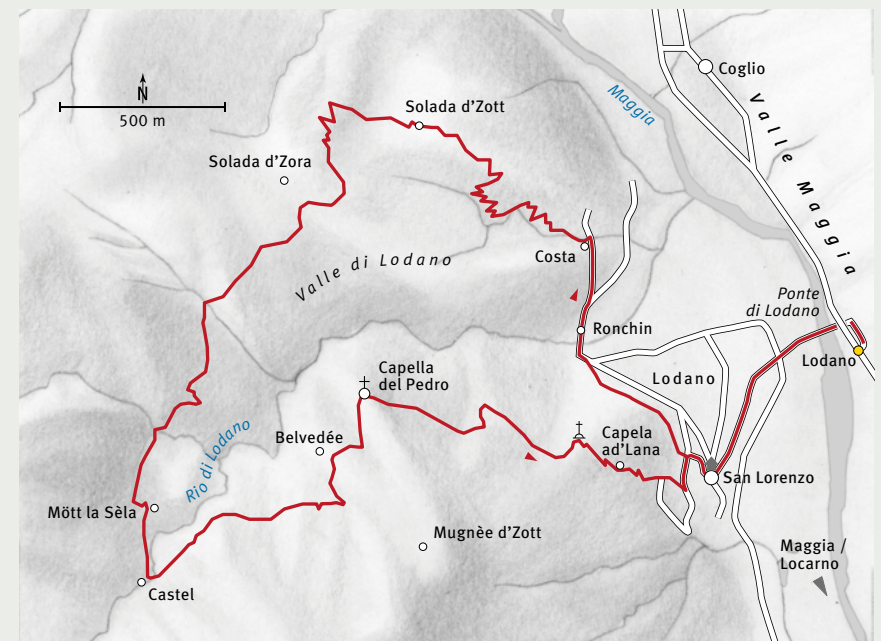 Coglio
Maggia
Valle Maggia
N
500 m
Solada d'Zott
Solada d'Zora
Costa
Valle di Lodano
Ponte
di Lodano
Ronchin
Lodano
Lodano
Capella
del Pedro
Belvedée
Capela
ad'Lana
Rio di Lodano
San Lorenzo
Mött la Sèla
Mugnèe d'Zott
Maggia /
Locarno
Castel